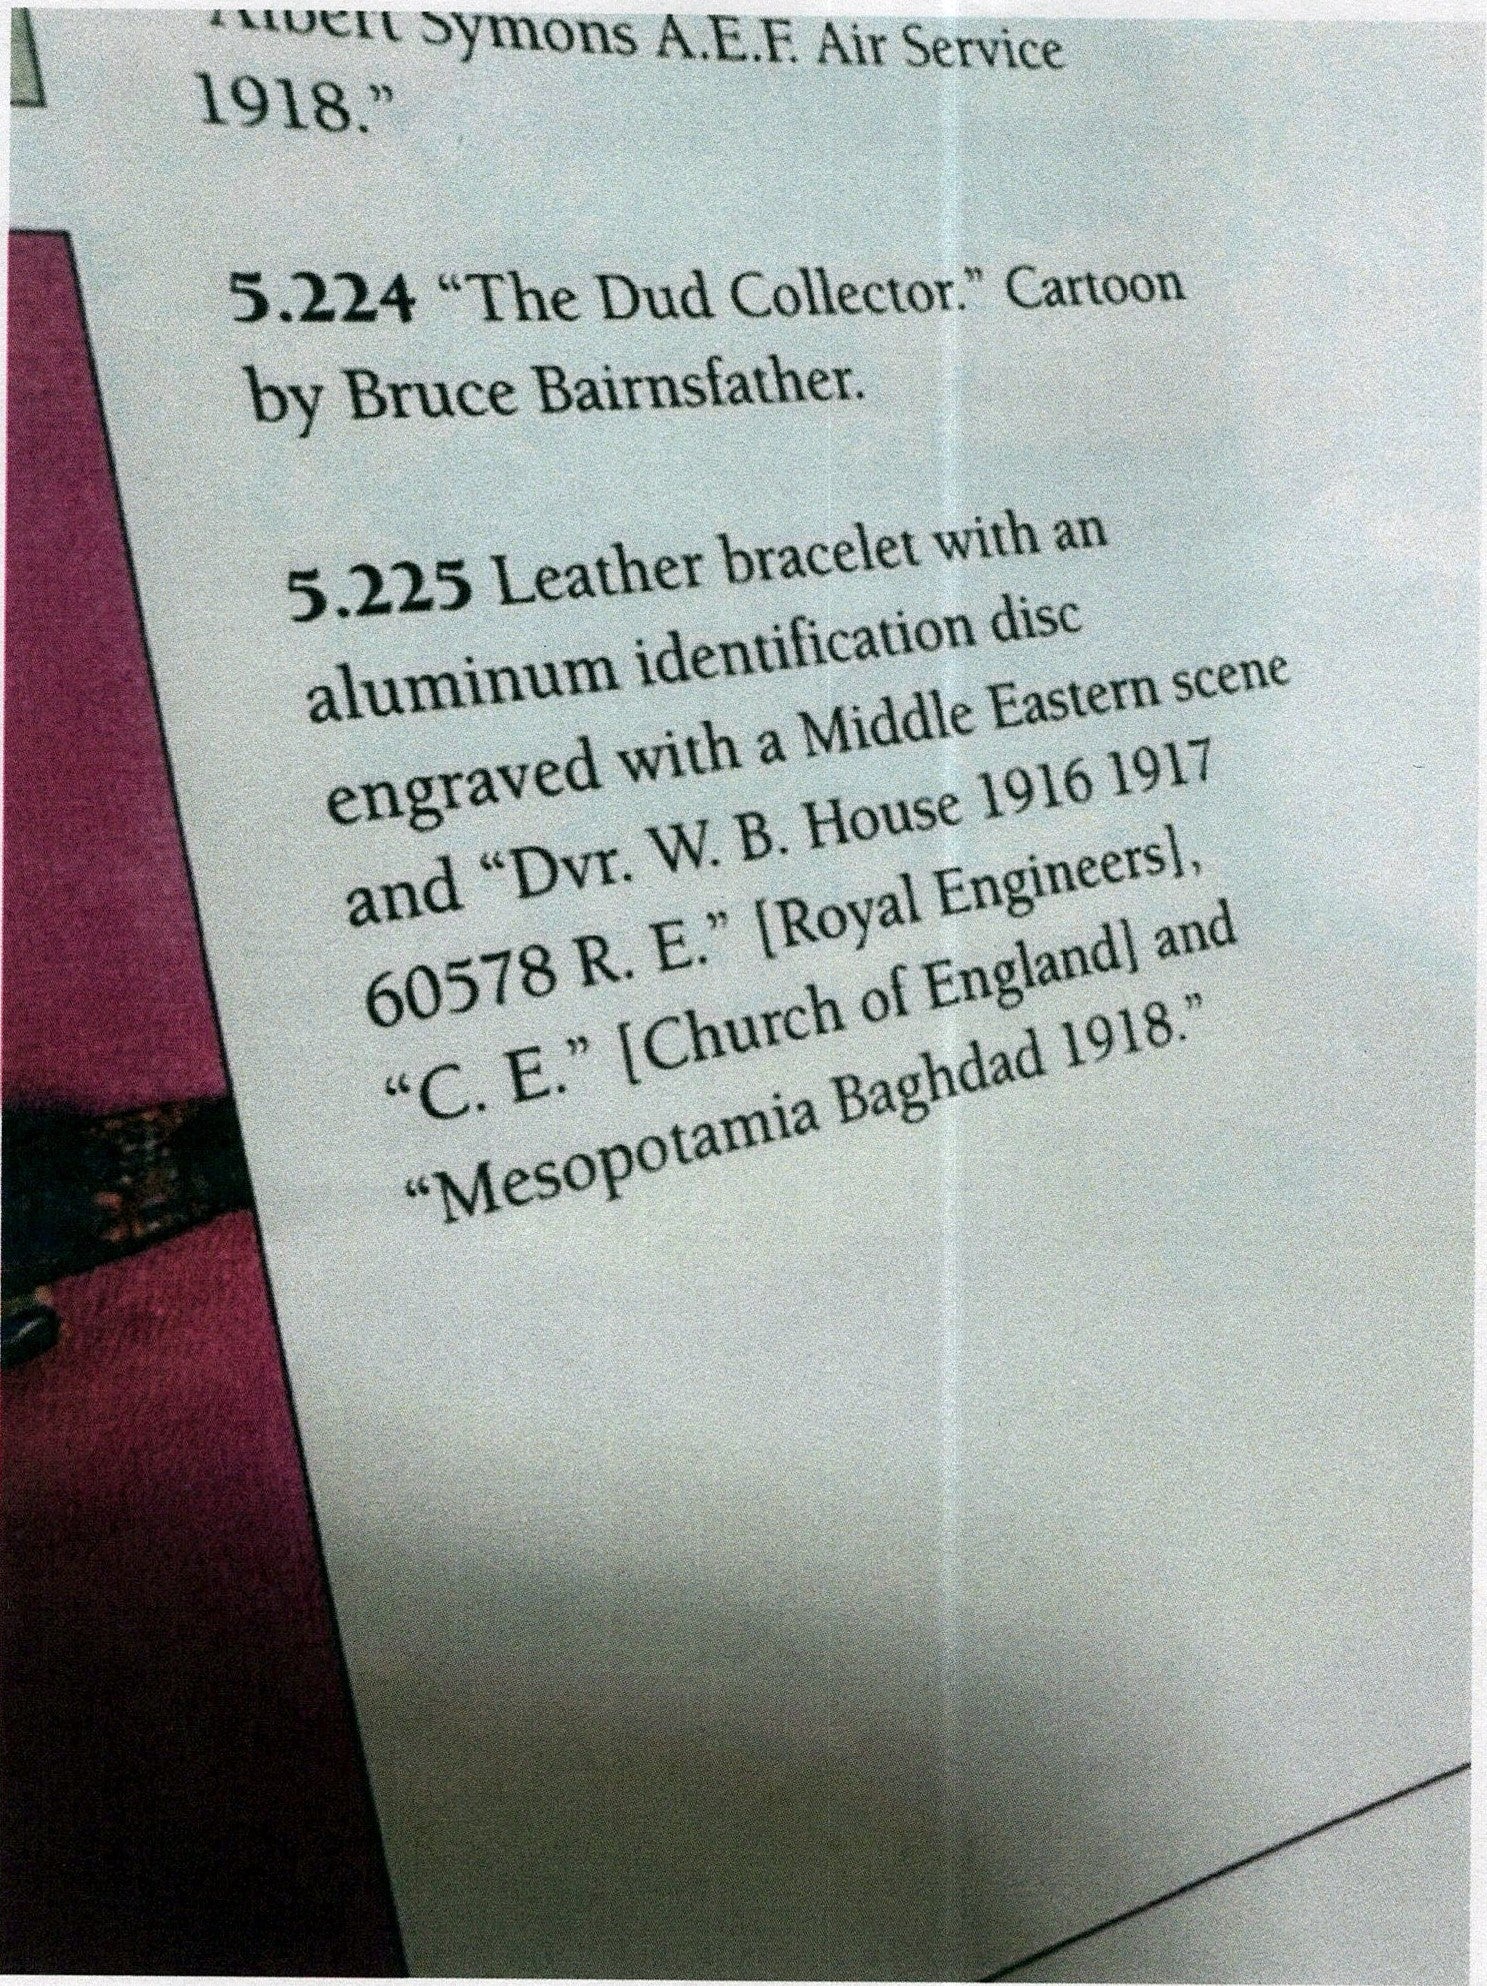 Albert Symons A.E.F. Air Service
1918.”
5.224 “The Dud Collector.” Cartoon
by Bruce Bairnsfather.
5.225 Leather bracelet with an
aluminum identification disc
engraved with a Middle Eastern scene
and “Dvr. W. B. House 1916 1917
60578 R. E.” [Royal Engineers],
“C. E.” [Church of England] and
“Mesopotamia Baghdad 1918.”